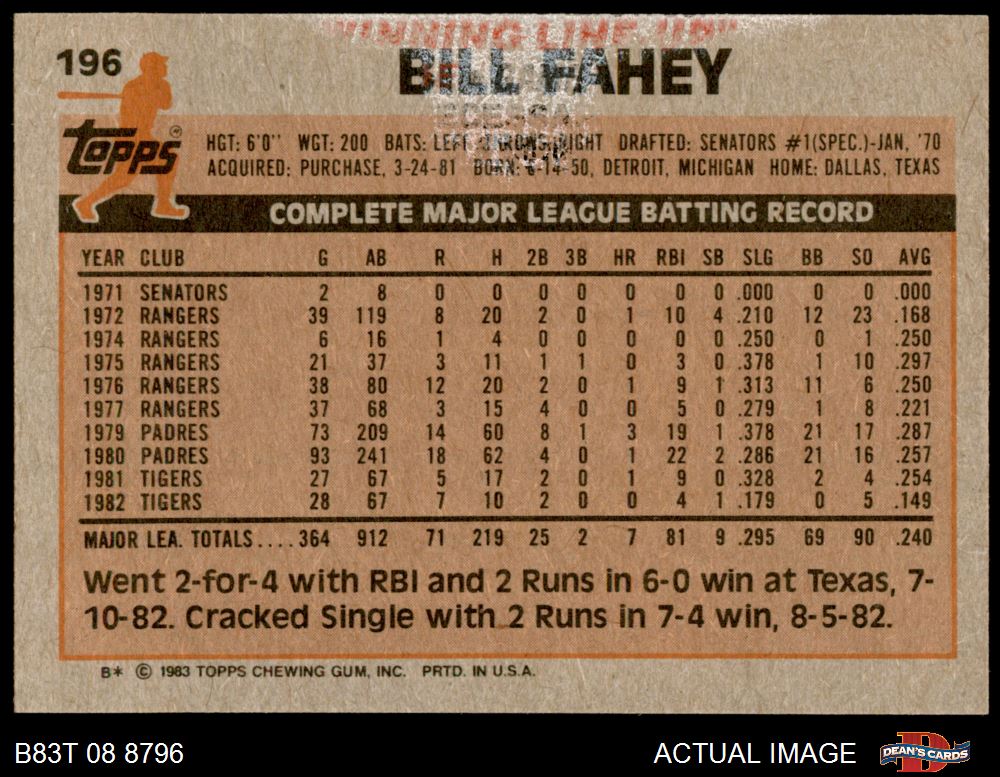 "WINNING LINE UP"
196
BILL FAHEY
Topps
HGT: 6'0" WGT: 200 BATS: LEFT THROWS: RIGHT DRAFTED: SENATORS #1(SPEC.)-JAN, '70
ACQUIRED: PURCHASE, 3-24-81 BORN: 6-14-50, DETROIT, MICHIGAN HOME: DALLAS, TEXAS
COMPLETE MAJOR LEAGUE BATTING RECORD
YEAR CLUB G AB R H 2B 3B HR RBI SB SLG BB SO AVG
1971 SENATORS 2 8 0 0 0 0 0 0 0 .000 0 0 .000
1972 RANGERS 39 119 8 20 2 0 1 10 4 .210 12 23 .168
1974 RANGERS 6 16 1 4 0 0 0 0 0 .250 0 1 .250
1975 RANGERS 21 37 3 11 1 1 0 3 0 .378 1 10 .297
1976 RANGERS 38 80 12 20 2 0 1 9 1 .313 11 6 .250
1977 RANGERS 37 68 3 15 4 0 0 5 0 .279 1 8 .221
1979 PADRES 73 209 14 60 8 1 3 19 1 .378 21 17 .287
1980 PADRES 93 241 18 62 4 0 1 22 2 .286 21 16 .257
1981 TIGERS 27 67 5 17 2 0 1 9 0 .328 2 4 .254
1982 TIGERS 28 67 7 10 2 0 0 4 1 .179 0 5 .149
MAJOR LEA. TOTALS....364 912 71 219 25 2 7 81 9 .295 69 90 .240
Went 2-for-4 with RBI and 2 Runs in 6-0 win at Texas, 7-
10-82. Cracked Single with 2 Runs in 7-4 win, 8-5-82.
B* © 1983 TOPPS CHEWING GUM, INC. PRTD. IN U.S.A.
B83T 08 8796 ACTUAL IMAGE DEAN'S CARDS